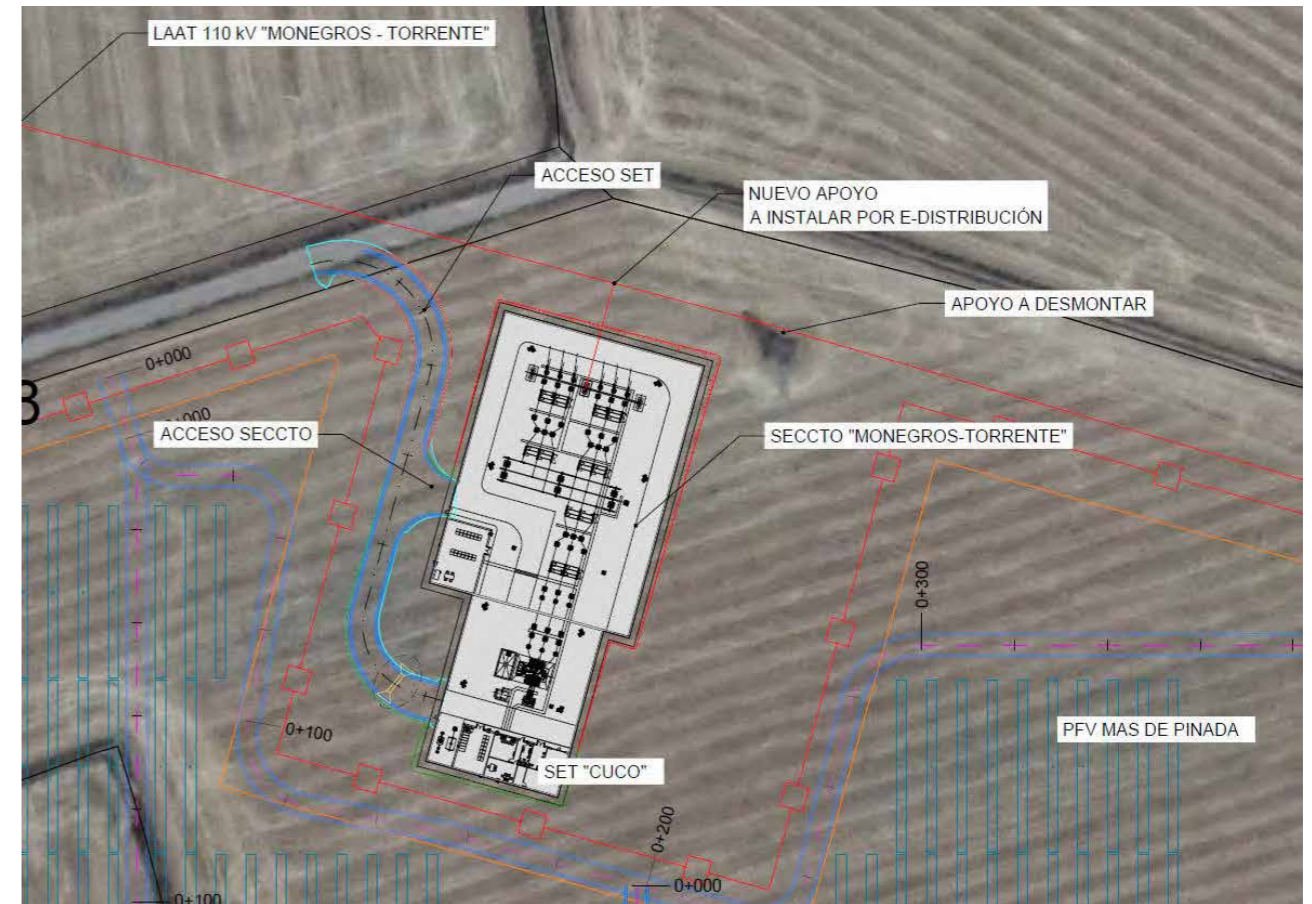 LAAT 110 kV "MONEGROS - TORRENTE"
ACCESO SET
NUEVO APOYO
A INSTALAR POR E-DISTRIBUCIÓN
APOYO A DESMONTAR
0+000
ACCESO SECCTO
SECCTO "MONEGROS-TORRENTE"
0+300
0+100
PFV MAS DE PINADA
SET "CUCO"
0+200
0+000
0+100